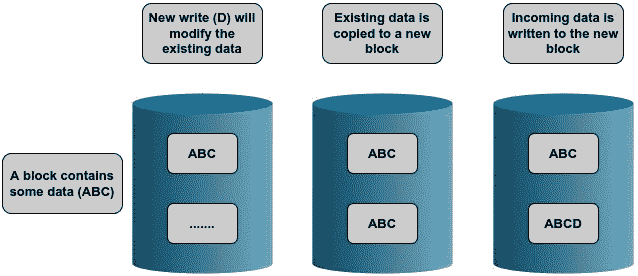 New write (D) will
modify the
existing data
Existing data is
copied to a new
block
Incoming data is
written to the new
block
A block contains
some data (ABC)
ABC
.......
ABC
ABC
ABC
ABCD